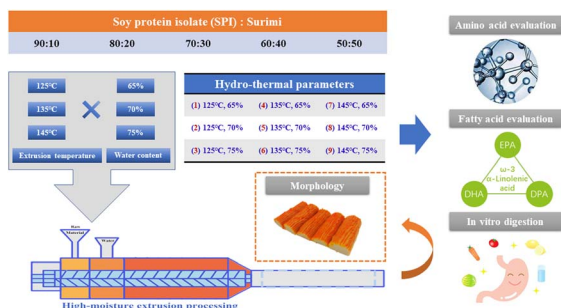 Soy protein isolate (SPI) : Surimi
90:10 80:20 70:30 60:40 50:50
125℃ 65%
135℃ 70%
145℃ 75%
Extrusion temperature Water content
Hydro-thermal parameters
(1) 125℃, 65% (4) 135℃, 65% (7) 145℃, 65%
(2) 125℃, 70% (5) 135℃, 70% (8) 145℃, 70%
(3) 125℃, 75% (6) 135℃, 75% (9) 145℃, 75%
Morphology
Raw
Material
Water
High-moisture extrusion processing
Amino acid evaluation
Fatty acid evaluation
EPA
ω-3
α-Linolenic
acid
DHA DPA
In vitro digestion